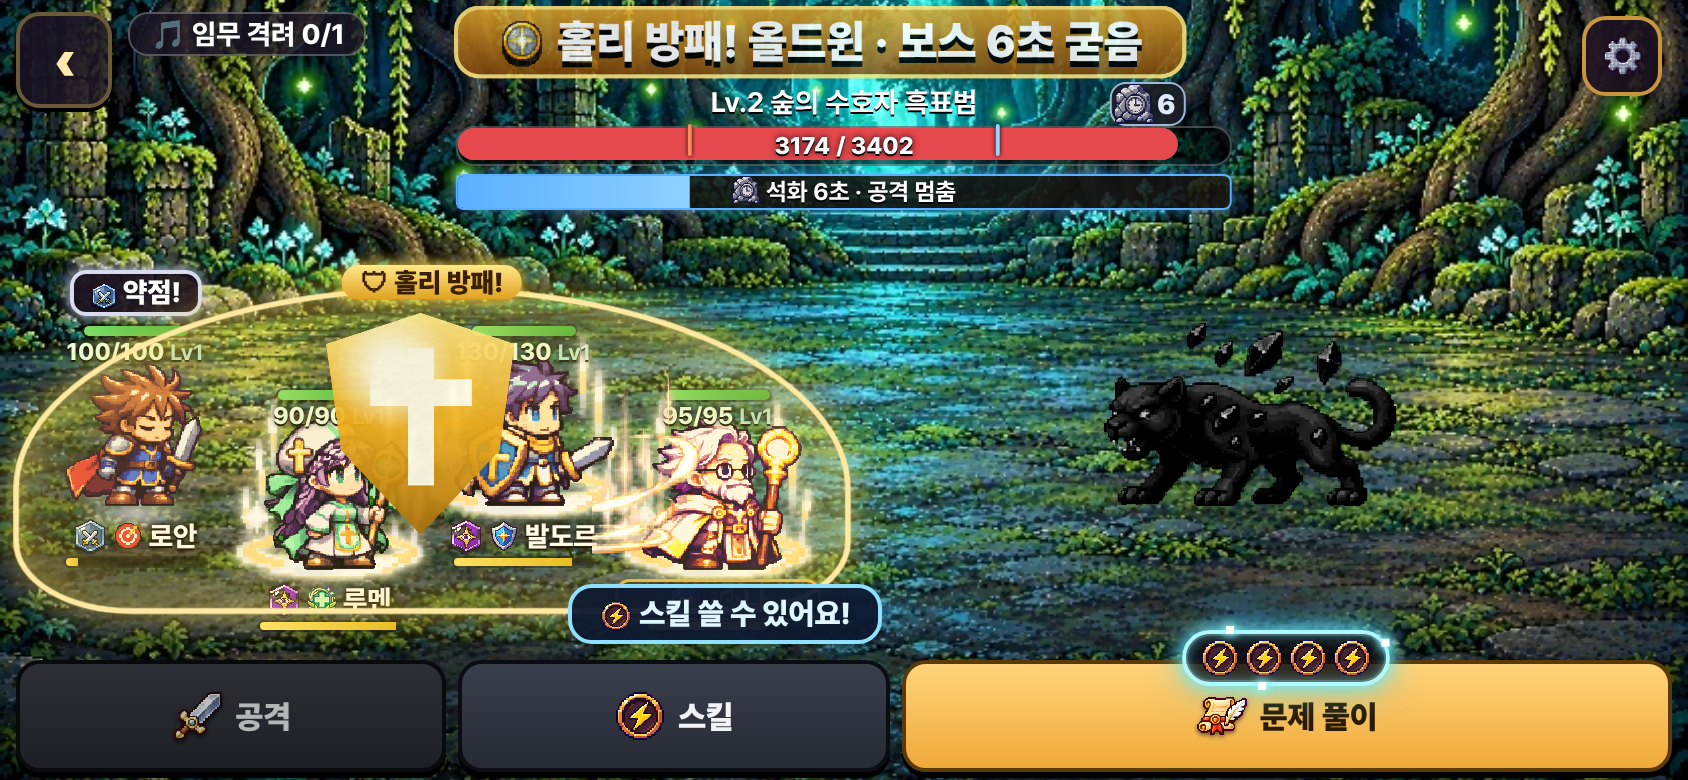 임무 격려 0/1
홀리 방패! 올드윈 · 보스 6초 굳음
Lv.2 숲의 수호자 흑표범
6
3174 / 3402
석화 6초 · 공격 멈춤
약점!
홀리 방패!
100/100 Lv1
130/130 Lv1
90/90 Lv1
95/95 Lv1
로안
발도르
루멘
스킬 쓸 수 있어요!
공격
스킬
문제 풀이